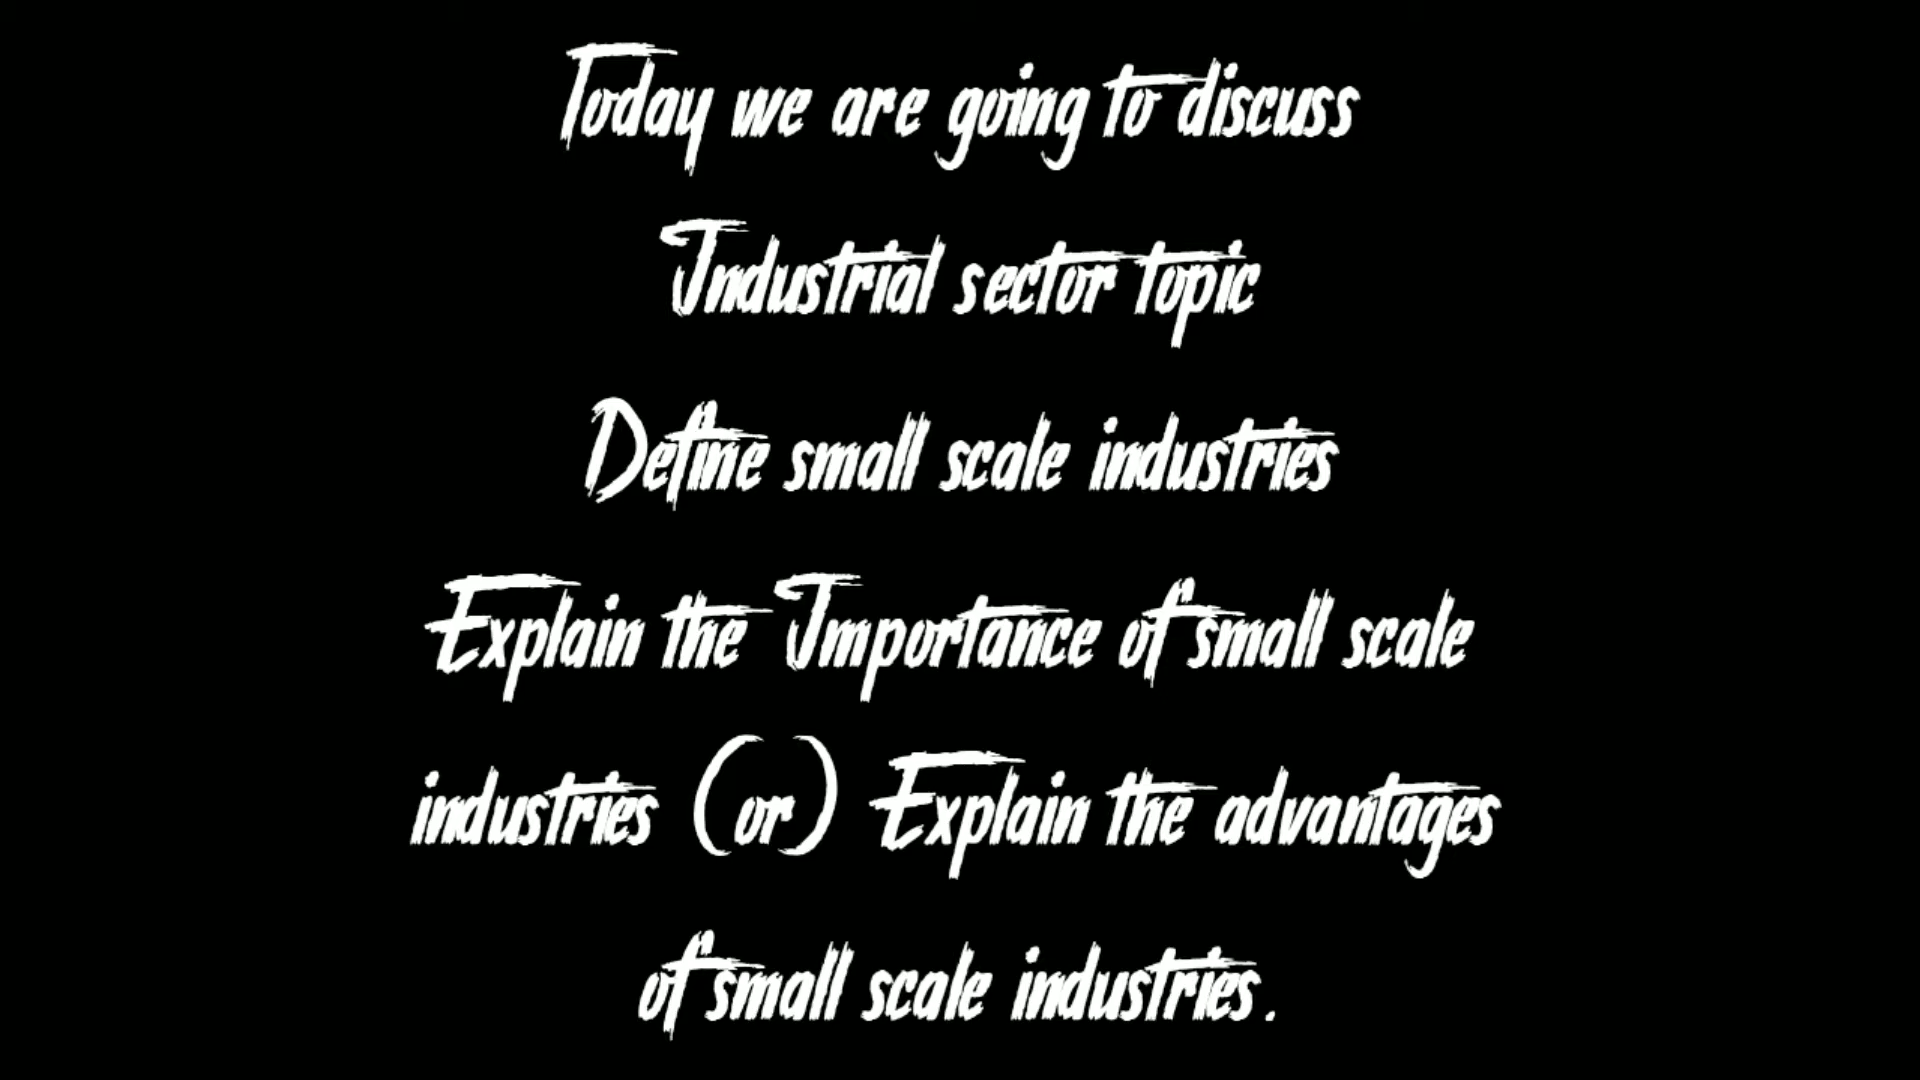 Today we are going to discuss
Industrial sector topic
Define small scale industries
Explain the Importance of small scale
industries (or) Explain the advantages
of small scale industries.